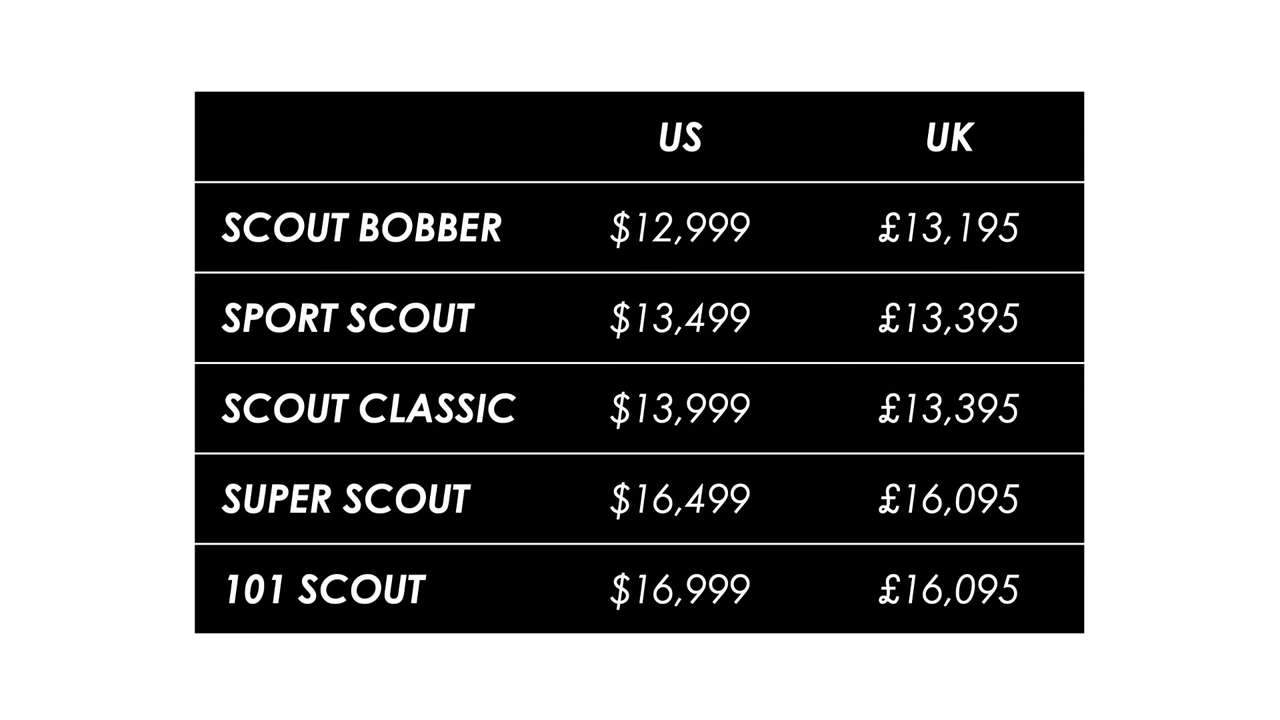 US UK
SCOUT BOBBER $12,999 £13,195
SPORT SCOUT $13,499 £13,395
SCOUT CLASSIC $13,999 £13,395
SUPER SCOUT $16,499 £16,095
101 SCOUT $16,999 £16,095